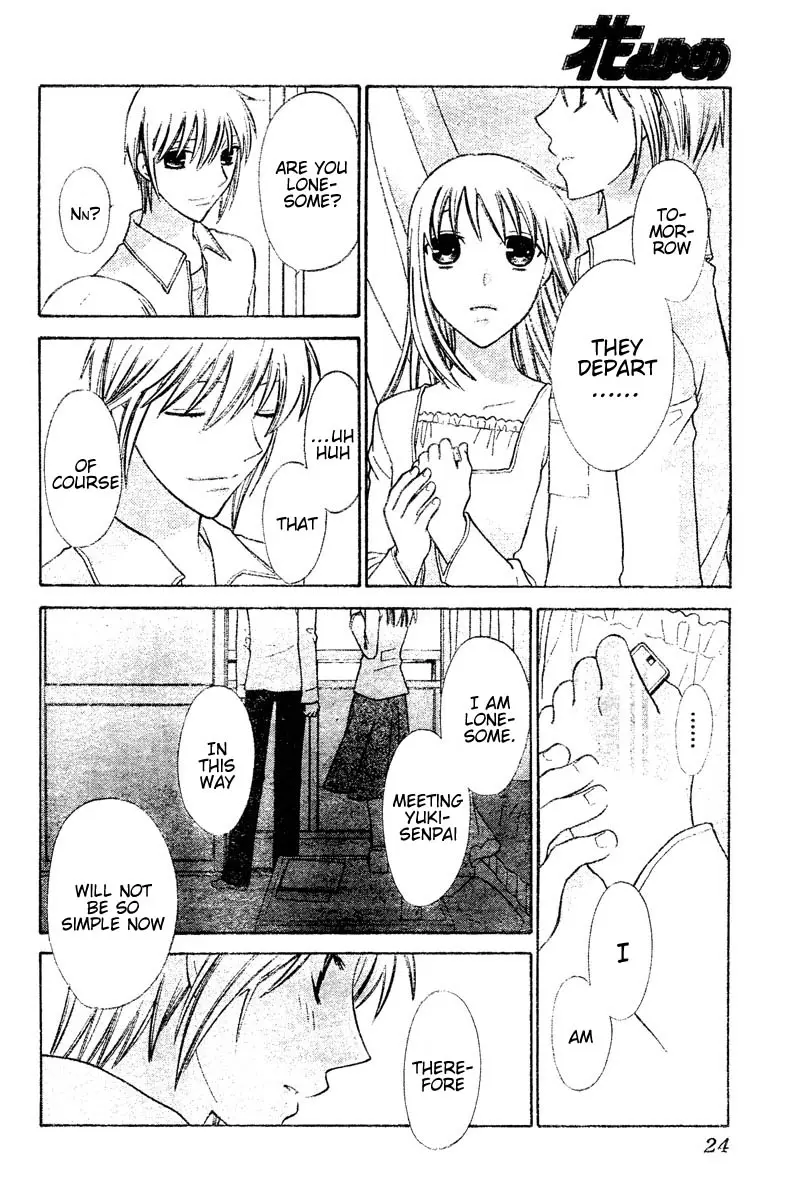 花とゆめ
TO-
MOR-
ROW
THEY
DEPART
......
ARE YOU
LONE-
SOME?
NN?
...UH
HUH
THAT
OF
COURSE
......
I
AM
I AM
LONE-
SOME.
MEETING
YUKI-
SENPAI
IN
THIS
WAY
WILL NOT
BE SO
SIMPLE NOW
THERE-
FORE
24